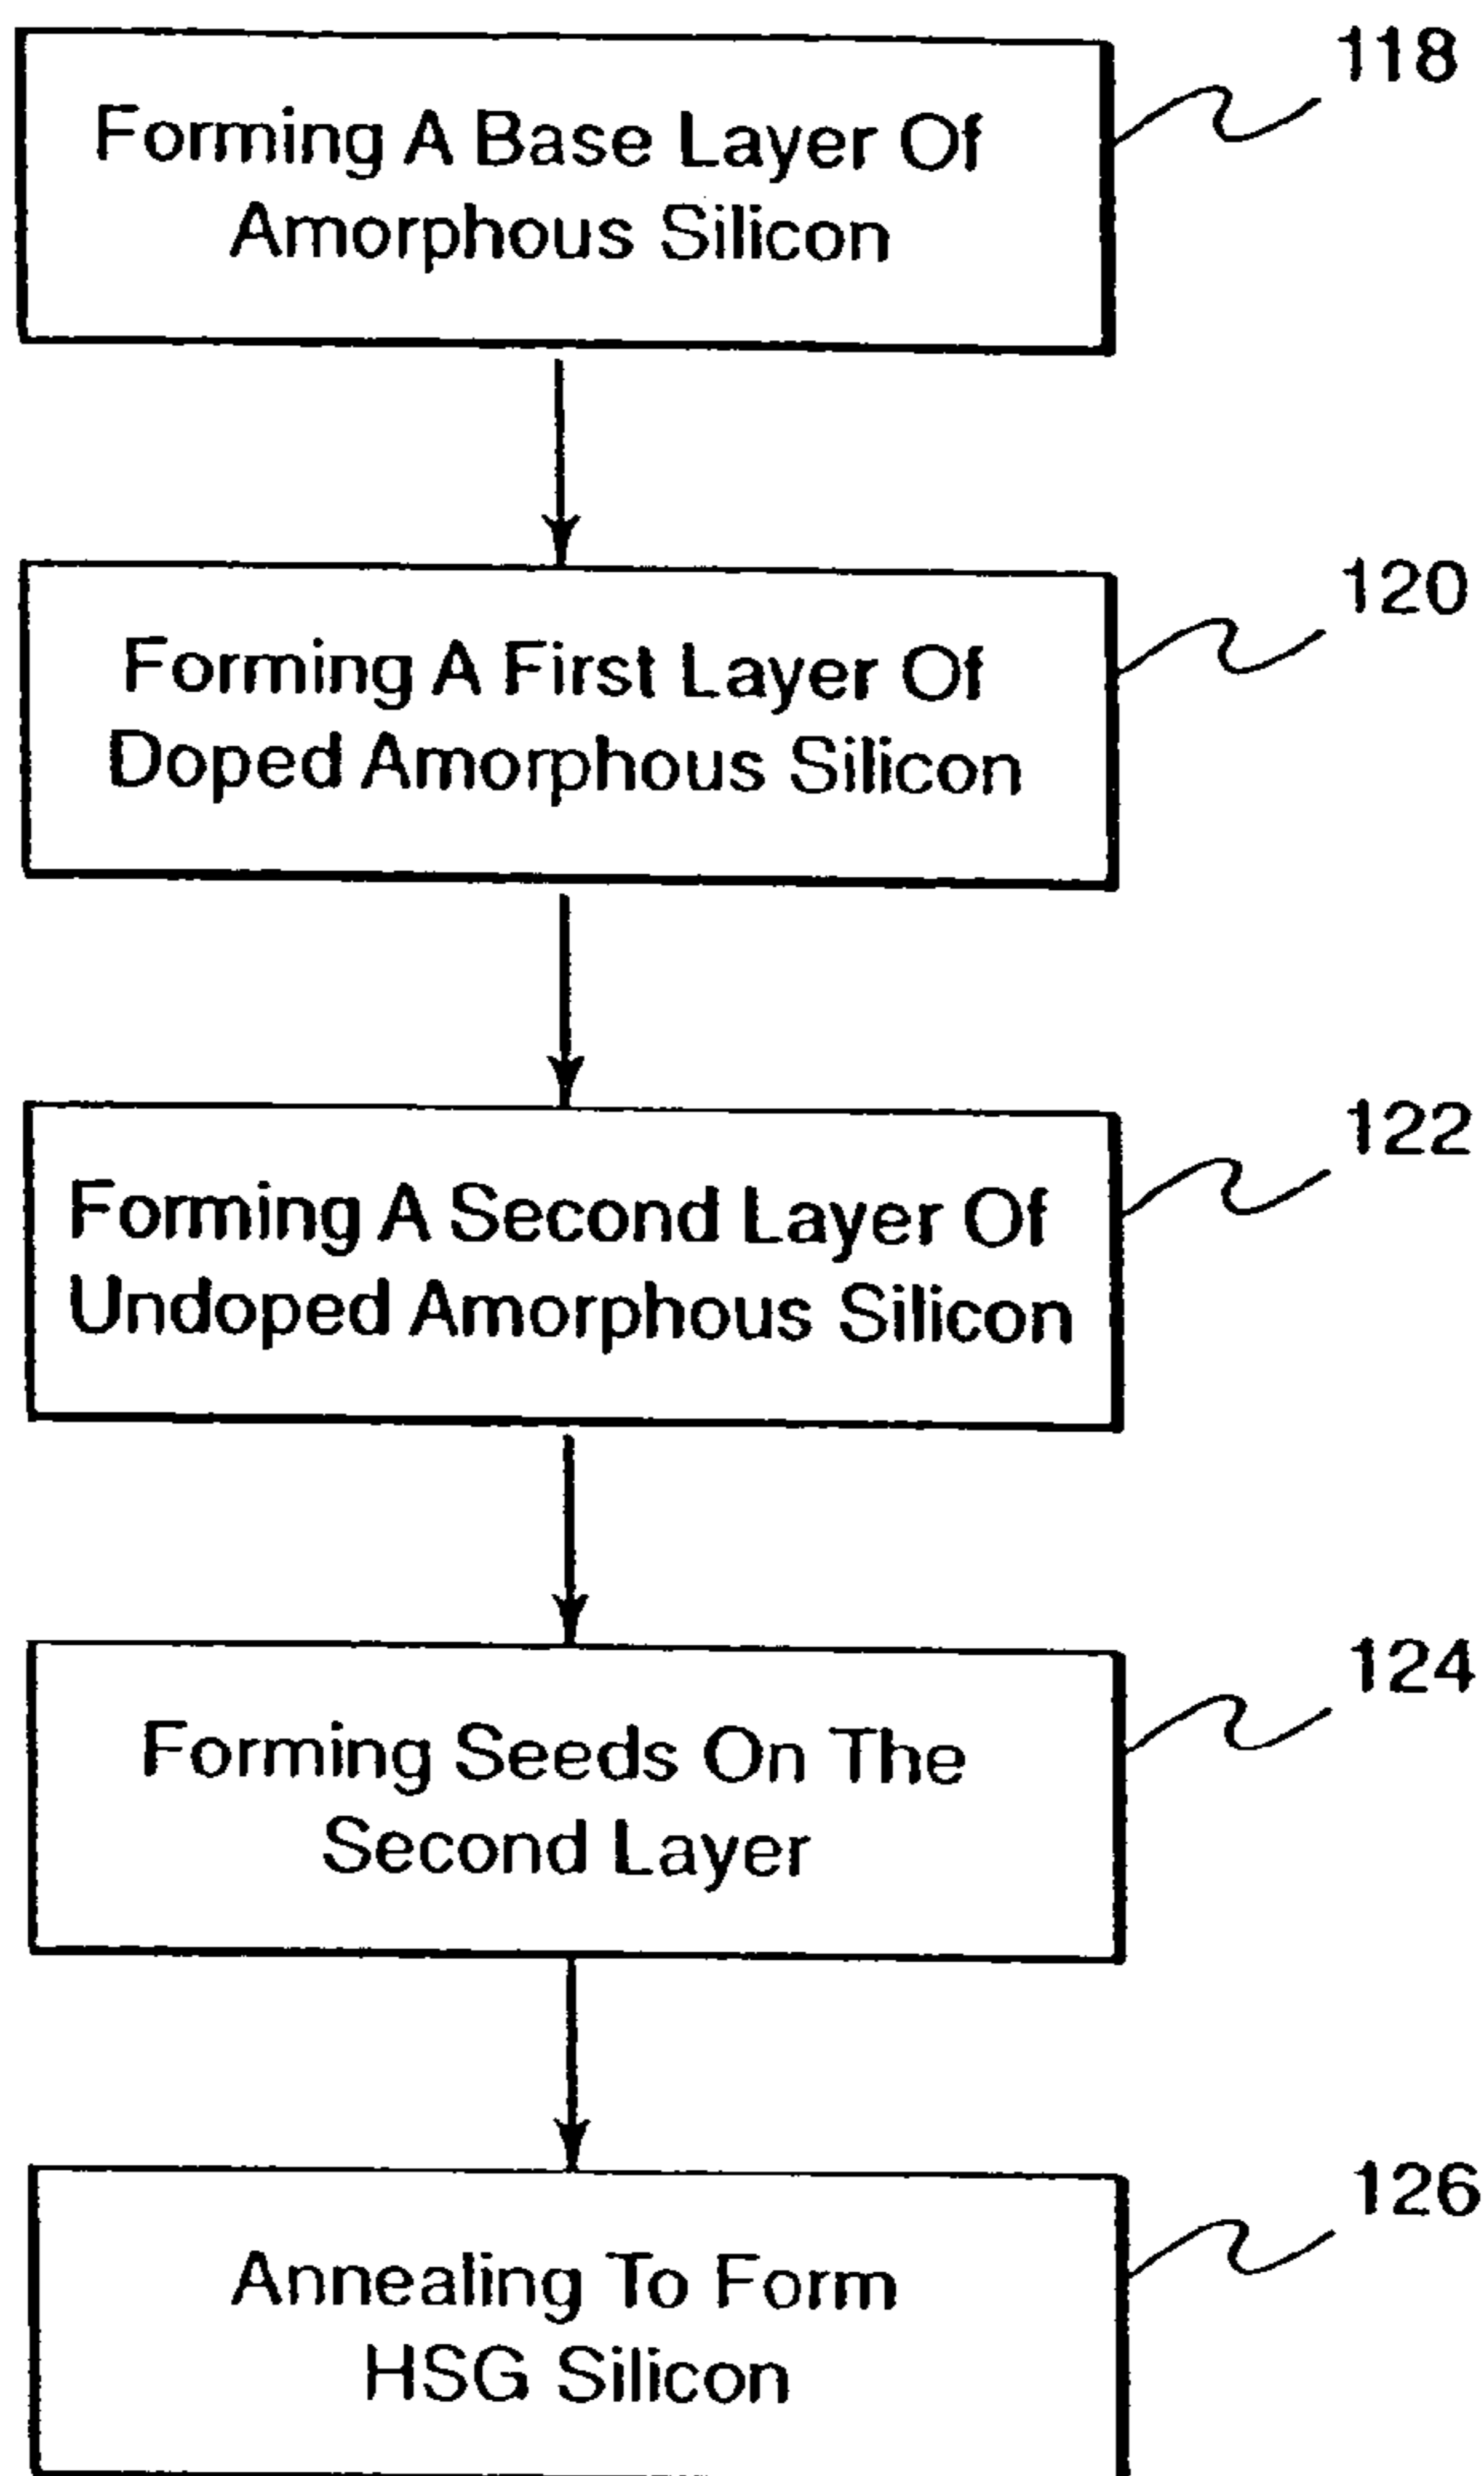 118
Forming A Base Layer Of
Amorphous Silicon
120
Forming A First Layer Of
Doped Amorphous Silicon
122
Forming A Second Layer Of
Undoped Amorphous Silicon
124
Forming Seeds On The
Second Layer
126
Annealing To Form
HSG Silicon